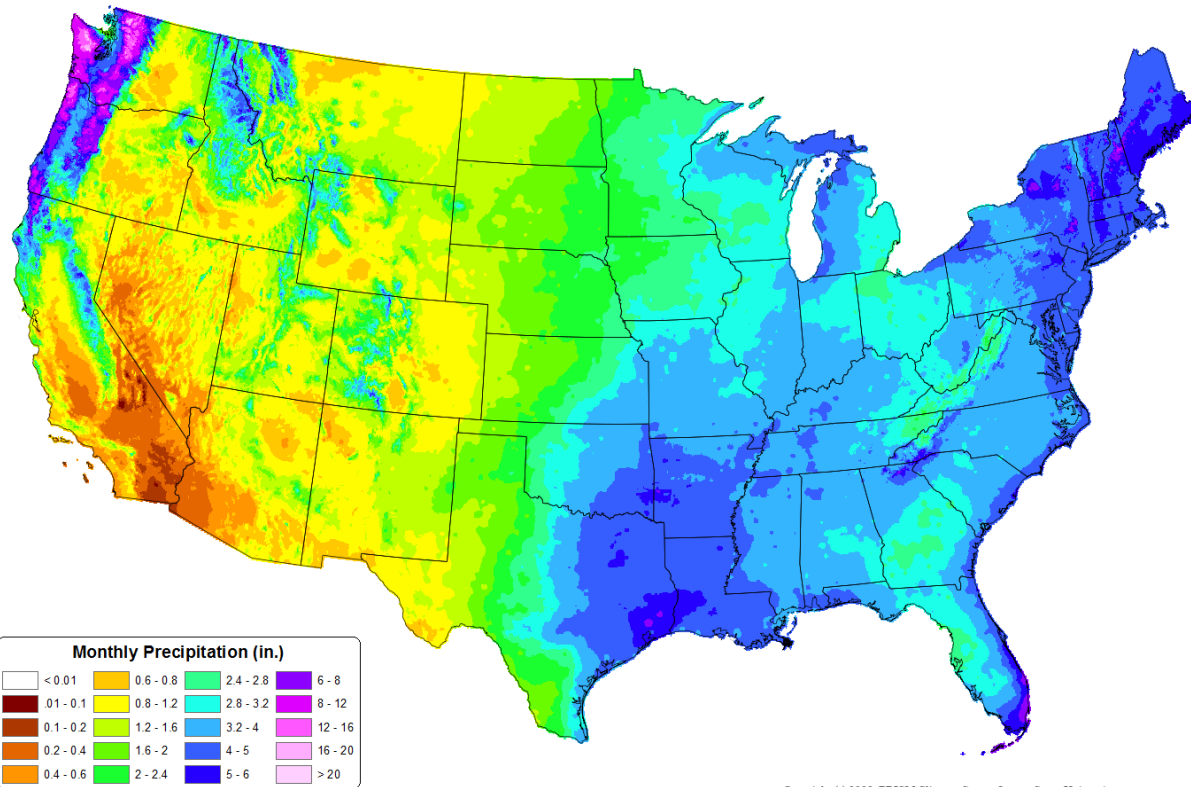 Monthly Precipitation (in.)
< 0.01 0.6 - 0.8 2.4 - 2.8 6 - 8
.01 - 0.1 0.8 - 1.2 2.8 - 3.2 8 - 12
0.1 - 0.2 1.2 - 1.6 3.2 - 4 12 - 16
0.2 - 0.4 1.6 - 2 4 - 5 16 - 20
0.4 - 0.6 2 - 2.4 5 - 6 > 20